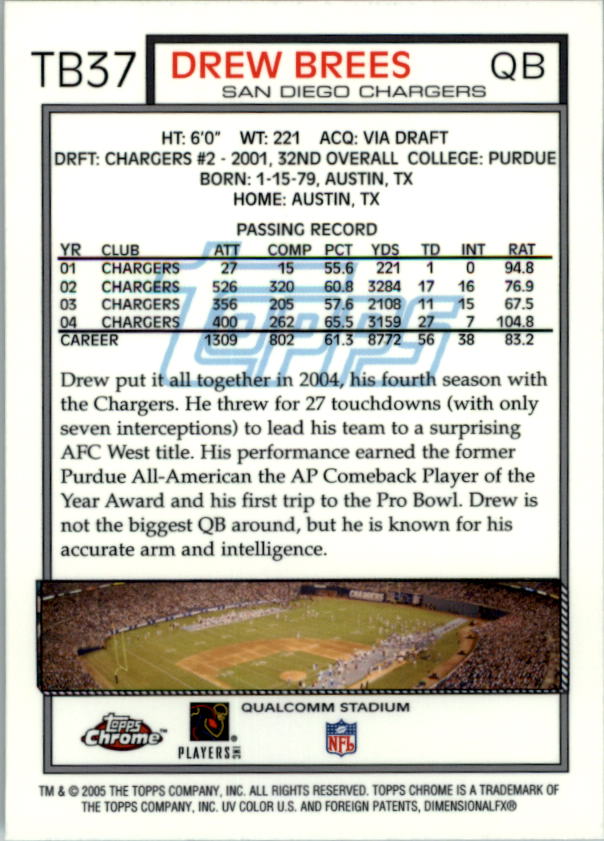 TB37 DREW BREES QB
SAN DIEGO CHARGERS
HT: 6'0" WT: 221 ACQ: VIA DRAFT
DRFT: CHARGERS #2 - 2001, 32ND OVERALL COLLEGE: PURDUE
BORN: 1-15-79, AUSTIN, TX
HOME: AUSTIN, TX
PASSING RECORD
YR CLUB ATT COMP PCT YDS TD INT RAT
01 CHARGERS 27 15 55.6 221 1 0 94.8
02 CHARGERS 526 320 60.8 3284 17 16 76.9
03 CHARGERS 356 205 57.6 2108 11 15 67.5
04 CHARGERS 400 262 65.5 3159 27 7 104.8
CAREER 1309 802 61.3 8772 56 38 83.2
Topps
Drew put it all together in 2004, his fourth season with
the Chargers. He threw for 27 touchdowns (with only
seven interceptions) to lead his team to a surprising
AFC West title. His performance earned the former
Purdue All-American the AP Comeback Player of the
Year Award and his first trip to the Pro Bowl. Drew is
not the biggest QB around, but he is known for his
accurate arm and intelligence.
CHARGERS
QUALCOMM STADIUM
Topps
Chrome™
PLAYERS INC ®
NFL
TM & © 2005 THE TOPPS COMPANY, INC. ALL RIGHTS RESERVED. TOPPS CHROME IS A TRADEMARK OF
THE TOPPS COMPANY, INC. UV COLOR U.S. AND FOREIGN PATENTS, DIMENSIONALFX®